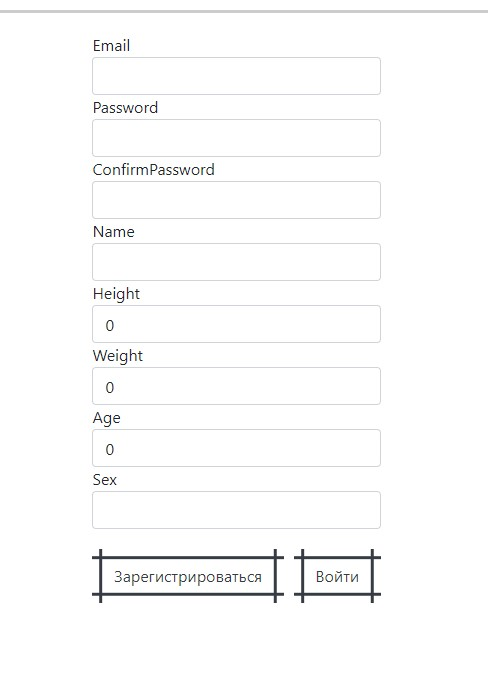 Email
Password
ConfirmPassword
Name
Height
0
Weight
0
Age
0
Sex
Зарегистрироваться Войти